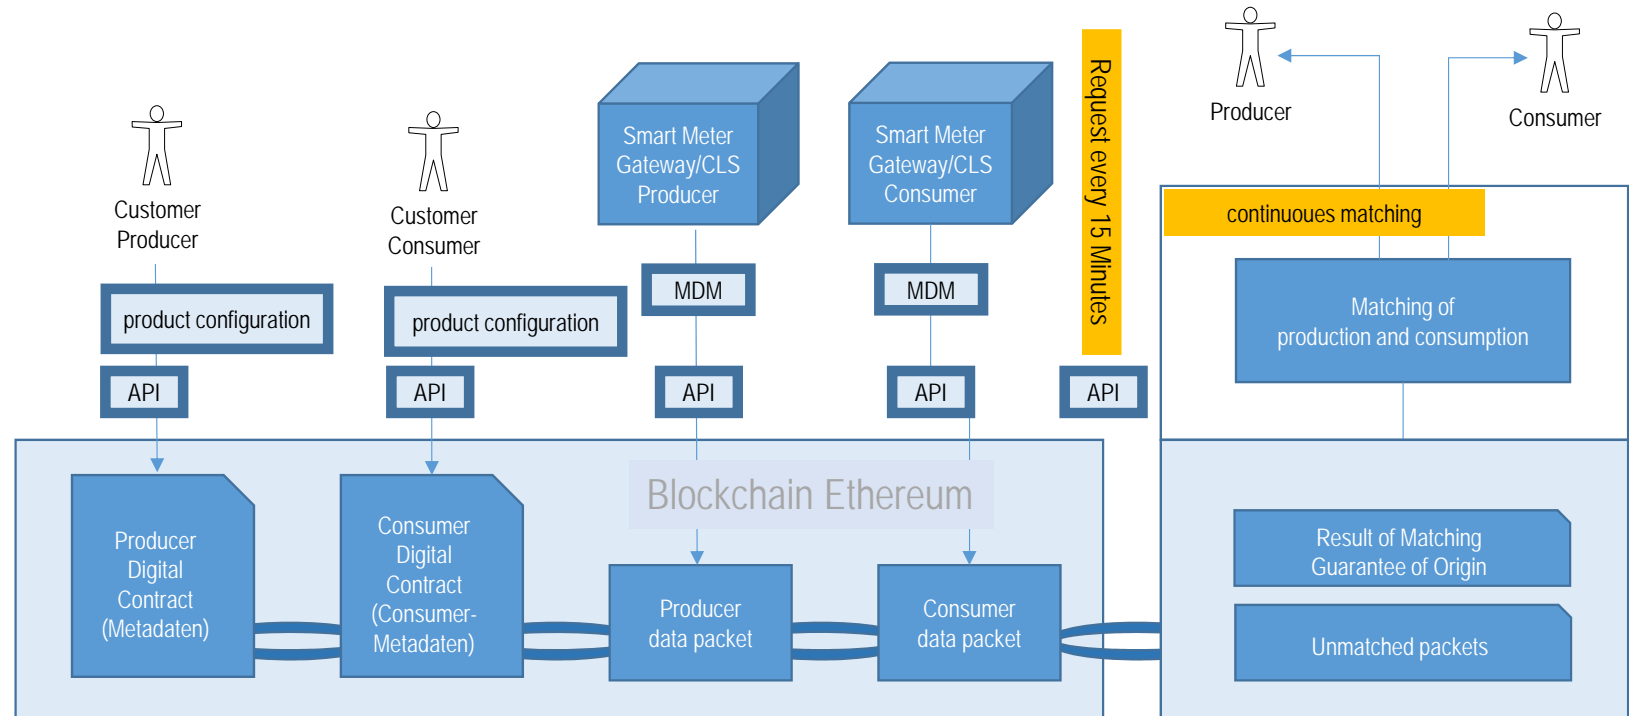 Customer
Producer
product configuration
API
Customer
Consumer
product configuration
API
Smart Meter
Gateway/CLS
Producer
MDM
API
Smart Meter
Gateway/CLS
Consumer
MDM
API
Request every 15 Minutes
API
Producer
Consumer
continuoues matching
Matching of
production and consumption
Blockchain Ethereum
Producer
Digital
Contract
(Metadaten)
Consumer
Digital
Contract
(Consumer-
Metadaten)
Producer
data packet
Consumer
data packet
Result of Matching
Guarantee of Origin
Unmatched packets